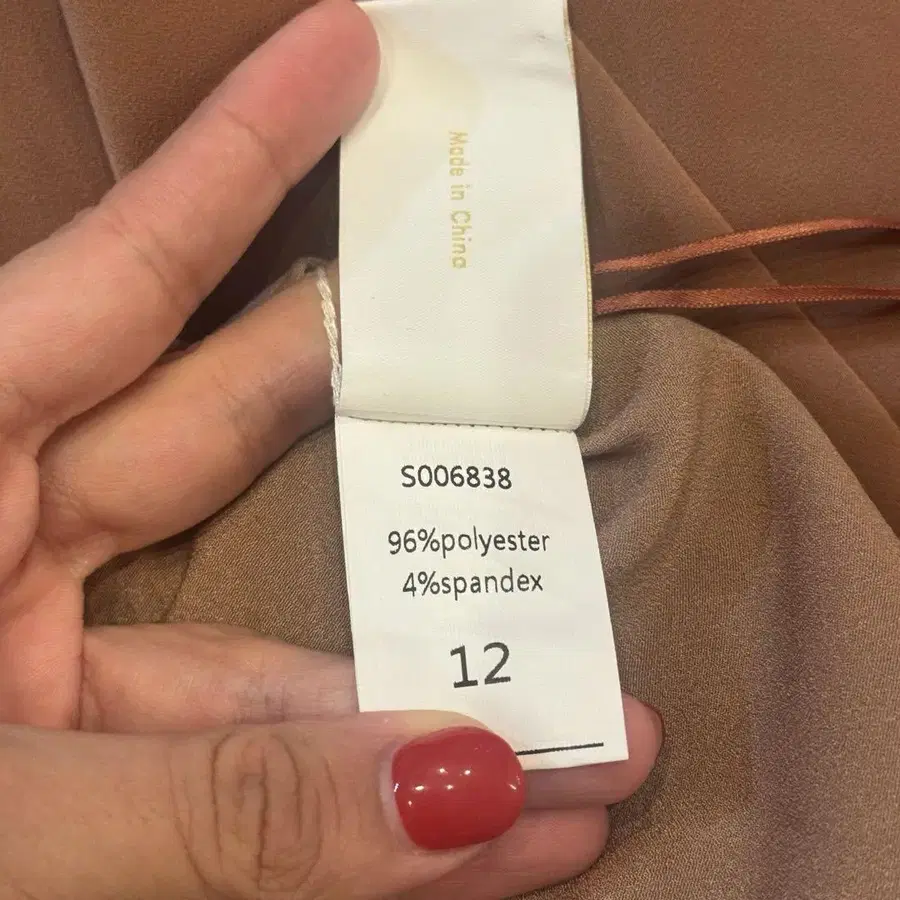 Made in China
S006838
96%polyester
4%spandex
12